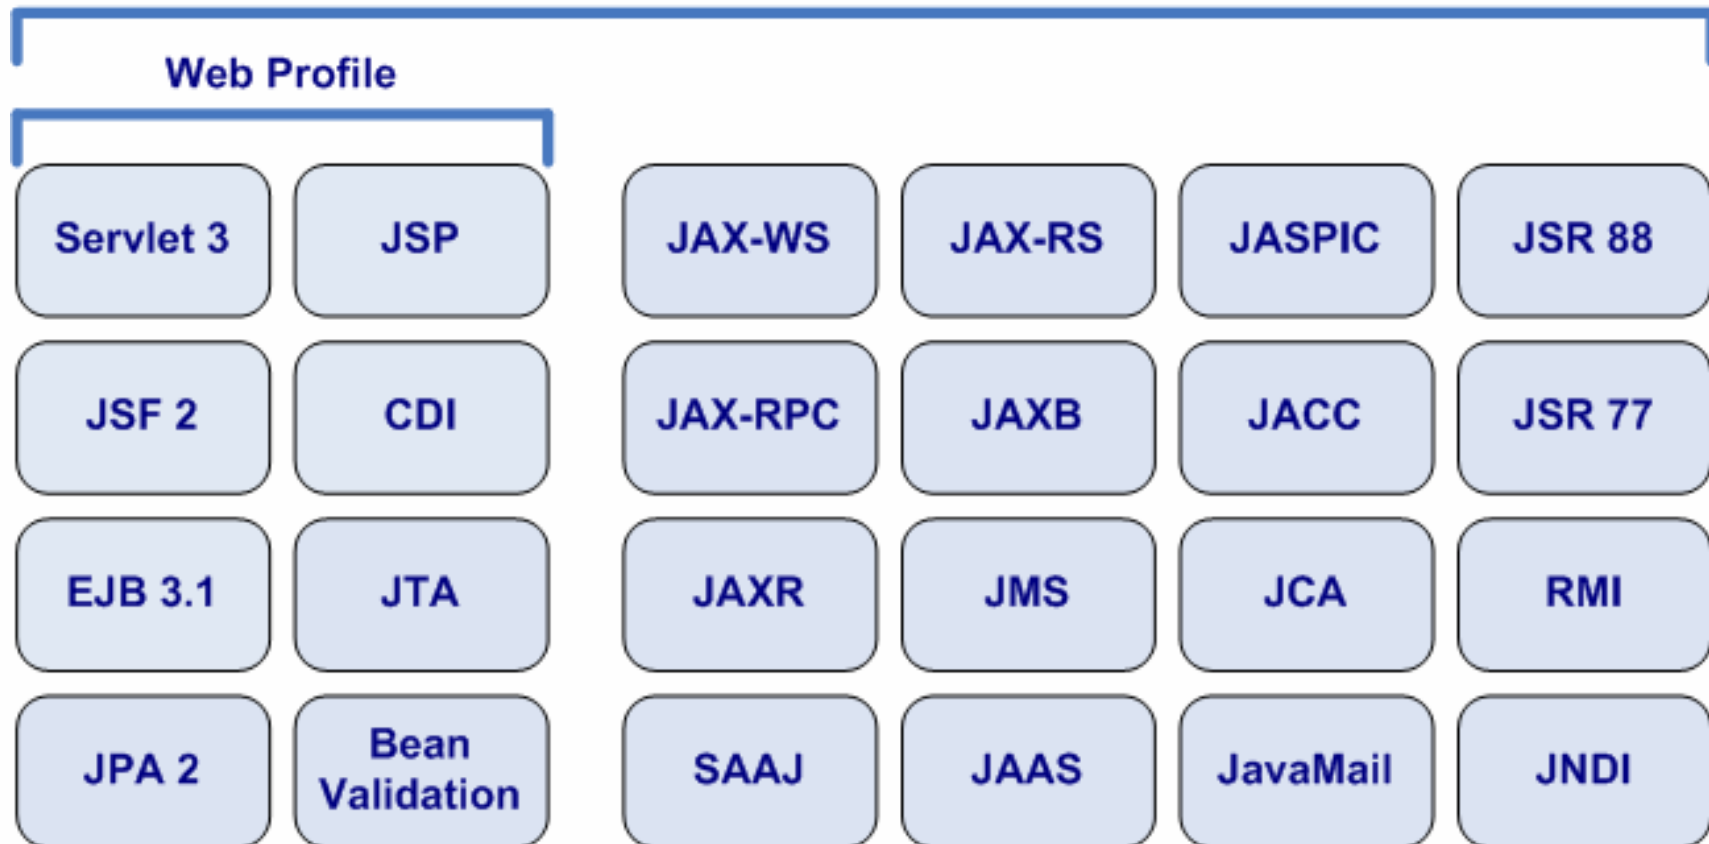 Web Profile
Servlet 3
JSP
JAX-WS
JAX-RS
JASPIC
JSR 88
JSF 2
CDI
JAX-RPC
JAXB
JACC
JSR 77
EJB 3.1
JTA
JAXR
JMS
JCA
RMI
JPA 2
Bean
Validation
SAAJ
JAAS
JavaMail
JNDI